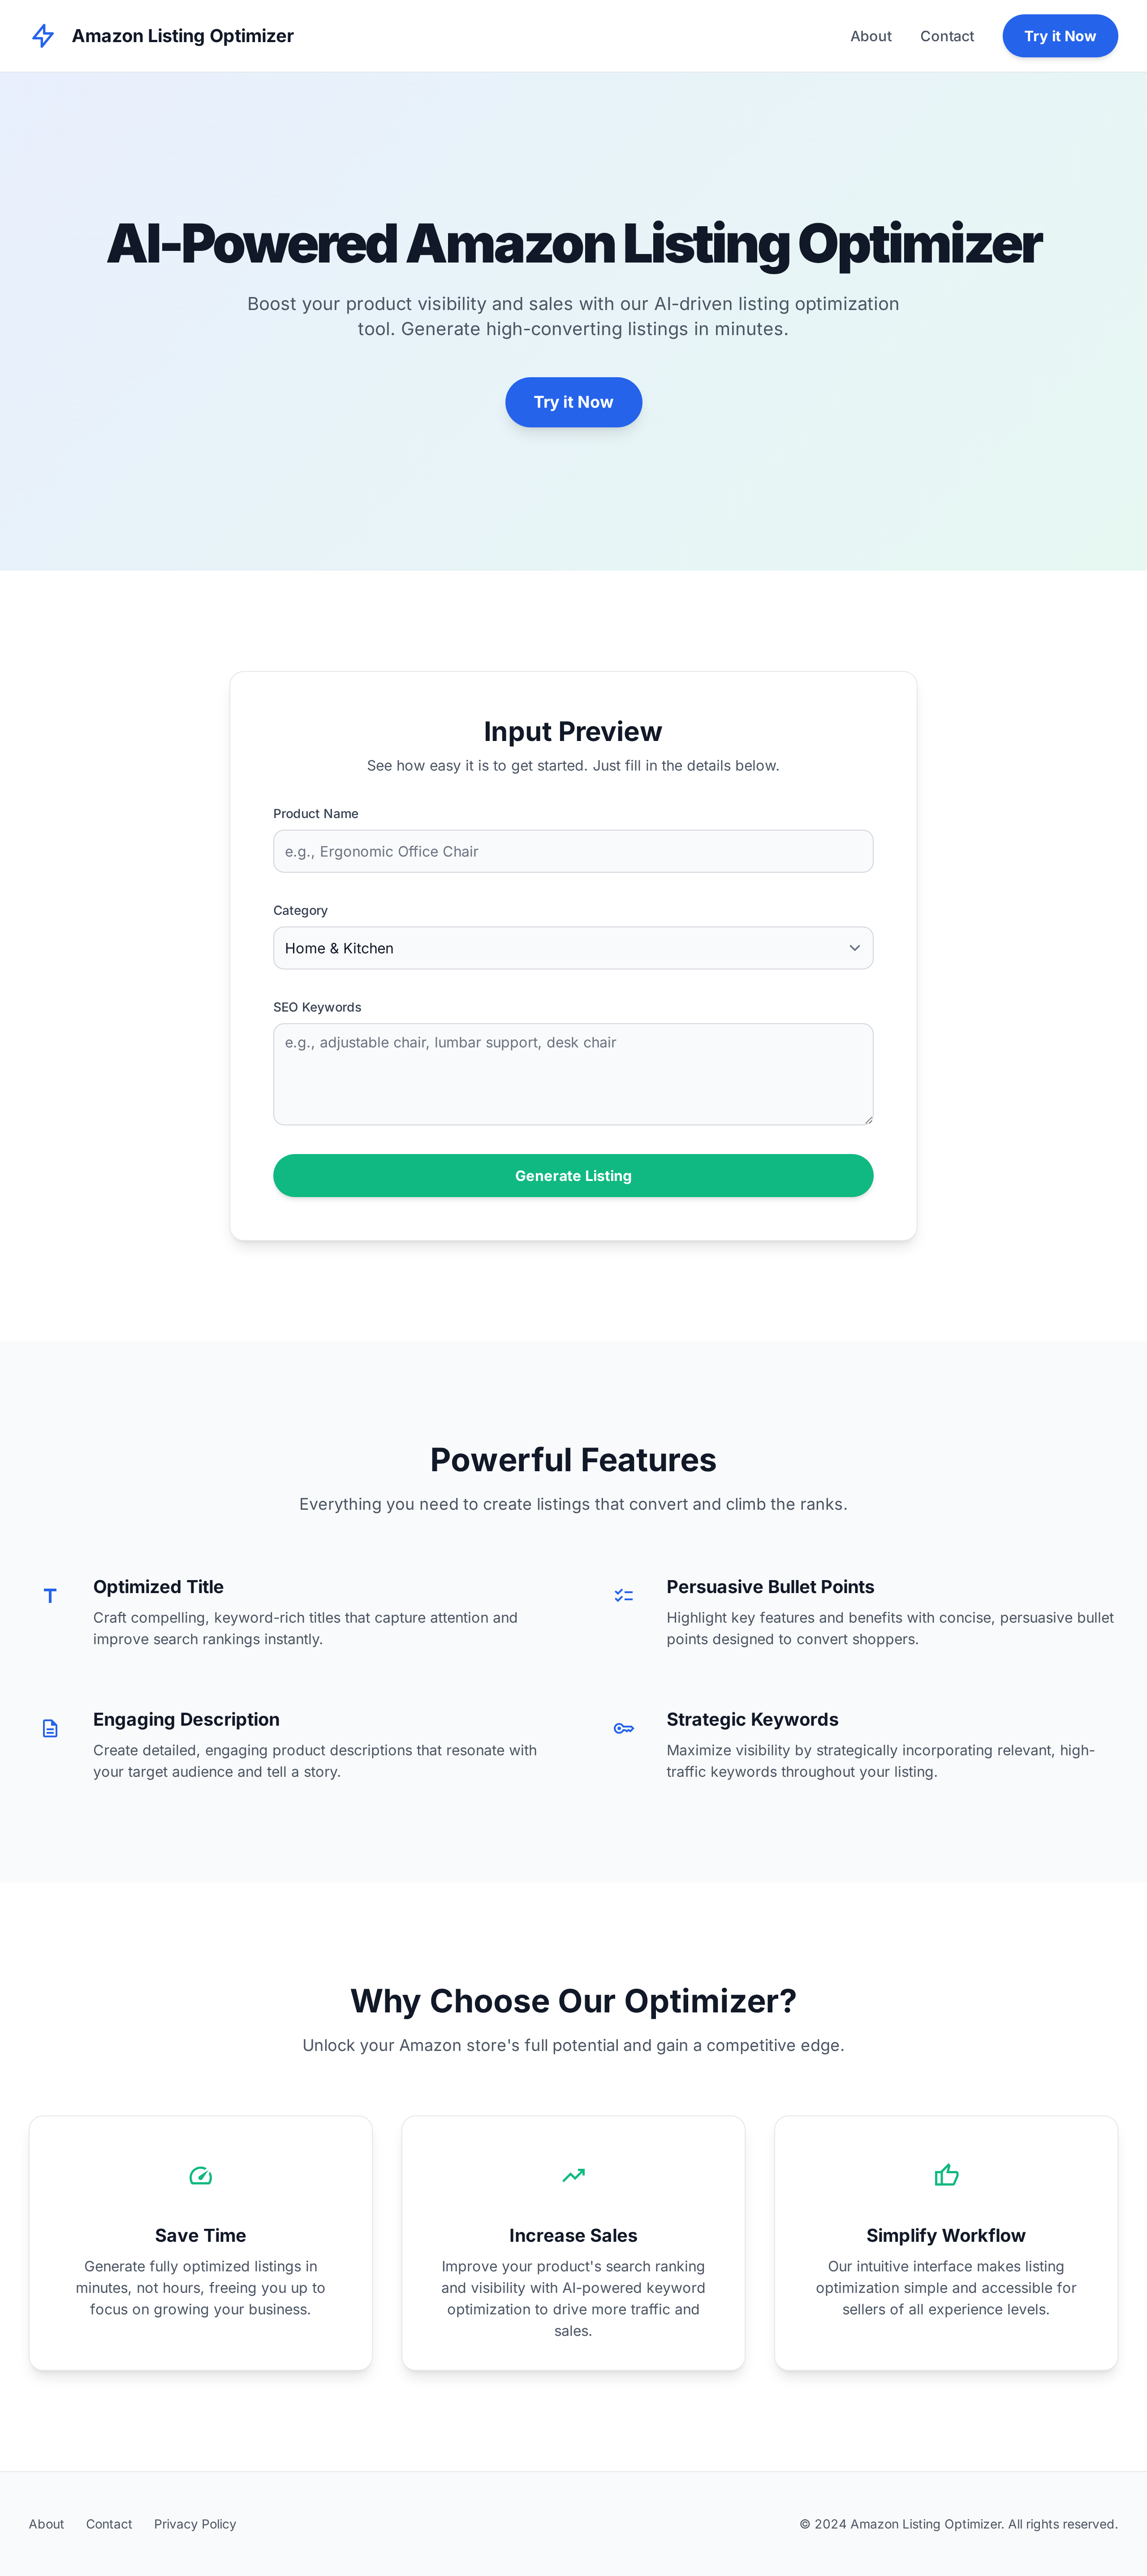 Amazon Listing Optimizer
About
Contact
Try it Now
AI-Powered Amazon Listing Optimizer
Boost your product visibility and sales with our AI-driven listing optimization
tool. Generate high-converting listings in minutes.
Try it Now
Input Preview
See how easy it is to get started. Just fill in the details below.
Product Name
e.g., Ergonomic Office Chair
Category
Home & Kitchen
SEO Keywords
e.g., adjustable chair, lumbar support, desk chair
Generate Listing
Powerful Features
Everything you need to create listings that convert and climb the ranks.
Optimized Title
Craft compelling, keyword-rich titles that capture attention and
improve search rankings instantly.
Persuasive Bullet Points
Highlight key features and benefits with concise, persuasive bullet
points designed to convert shoppers.
Engaging Description
Create detailed, engaging product descriptions that resonate with
your target audience and tell a story.
Strategic Keywords
Maximize visibility by strategically incorporating relevant, high-
traffic keywords throughout your listing.
Why Choose Our Optimizer?
Unlock your Amazon store's full potential and gain a competitive edge.
Save Time
Generate fully optimized listings in
minutes, not hours, freeing you up to
focus on growing your business.
Increase Sales
Improve your product's search ranking
and visibility with AI-powered keyword
optimization to drive more traffic and
sales.
Simplify Workflow
Our intuitive interface makes listing
optimization simple and accessible for
sellers of all experience levels.
About
Contact
Privacy Policy
© 2024 Amazon Listing Optimizer. All rights reserved.